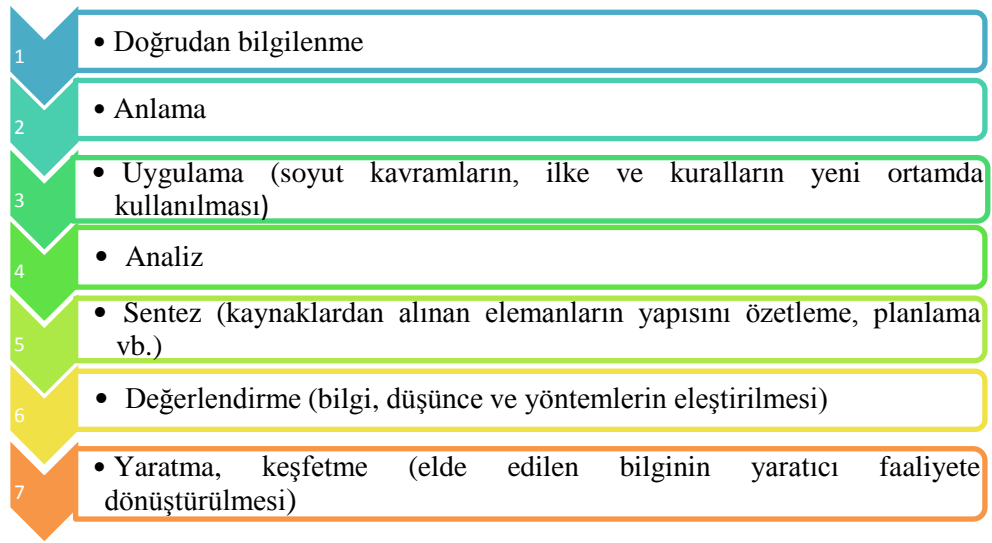 1
• Doğrudan bilgilenme
2
• Anlama
3
• Uygulama (soyut kavramların, ilke ve kuralların yeni ortamda
kullanılması)
4
• Analiz
5
• Sentez (kaynaklardan alınan elemanların yapısını özetleme, planlama
vb.)
6
• Değerlendirme (bilgi, düşünce ve yöntemlerin eleştirilmesi)
7
• Yaratma, keşfetme (elde edilen bilginin yaratıcı faaliyete
dönüştürülmesi)